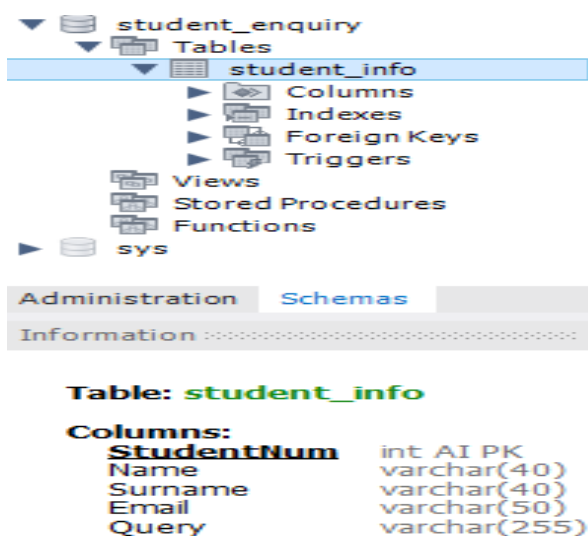 student_enquiry
Tables
student_info
Columns
Indexes
Foreign Keys
Triggers
Views
Stored Procedures
Functions
sys
Administration Schemas
Information
Table: student_info
Columns:
StudentNum int AI PK
Name varchar(40)
Surname varchar(40)
Email varchar(50)
Query varchar(255)